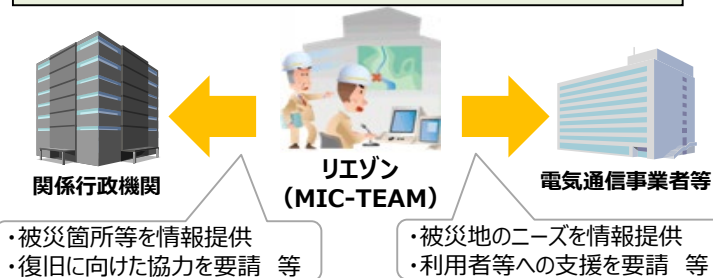 リエゾン
(MIC-TEAM)
関係行政機関
電気通信事業者等
・被災箇所等を情報提供
・復旧に向けた協力を要請 等
・被災地のニーズを情報提供
・利用者等への支援を要請 等